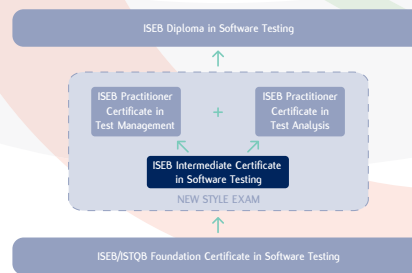 ISEB Diploma in Software Testing
ISEB Practitioner
Certificate in
Test Management
+
ISEB Practitioner
Certificate in
Test Analysis
ISEB Intermediate Certificate
in Software Testing
NEW STYLE EXAM
ISEB/ISTQB Foundation Certificate in Software Testing